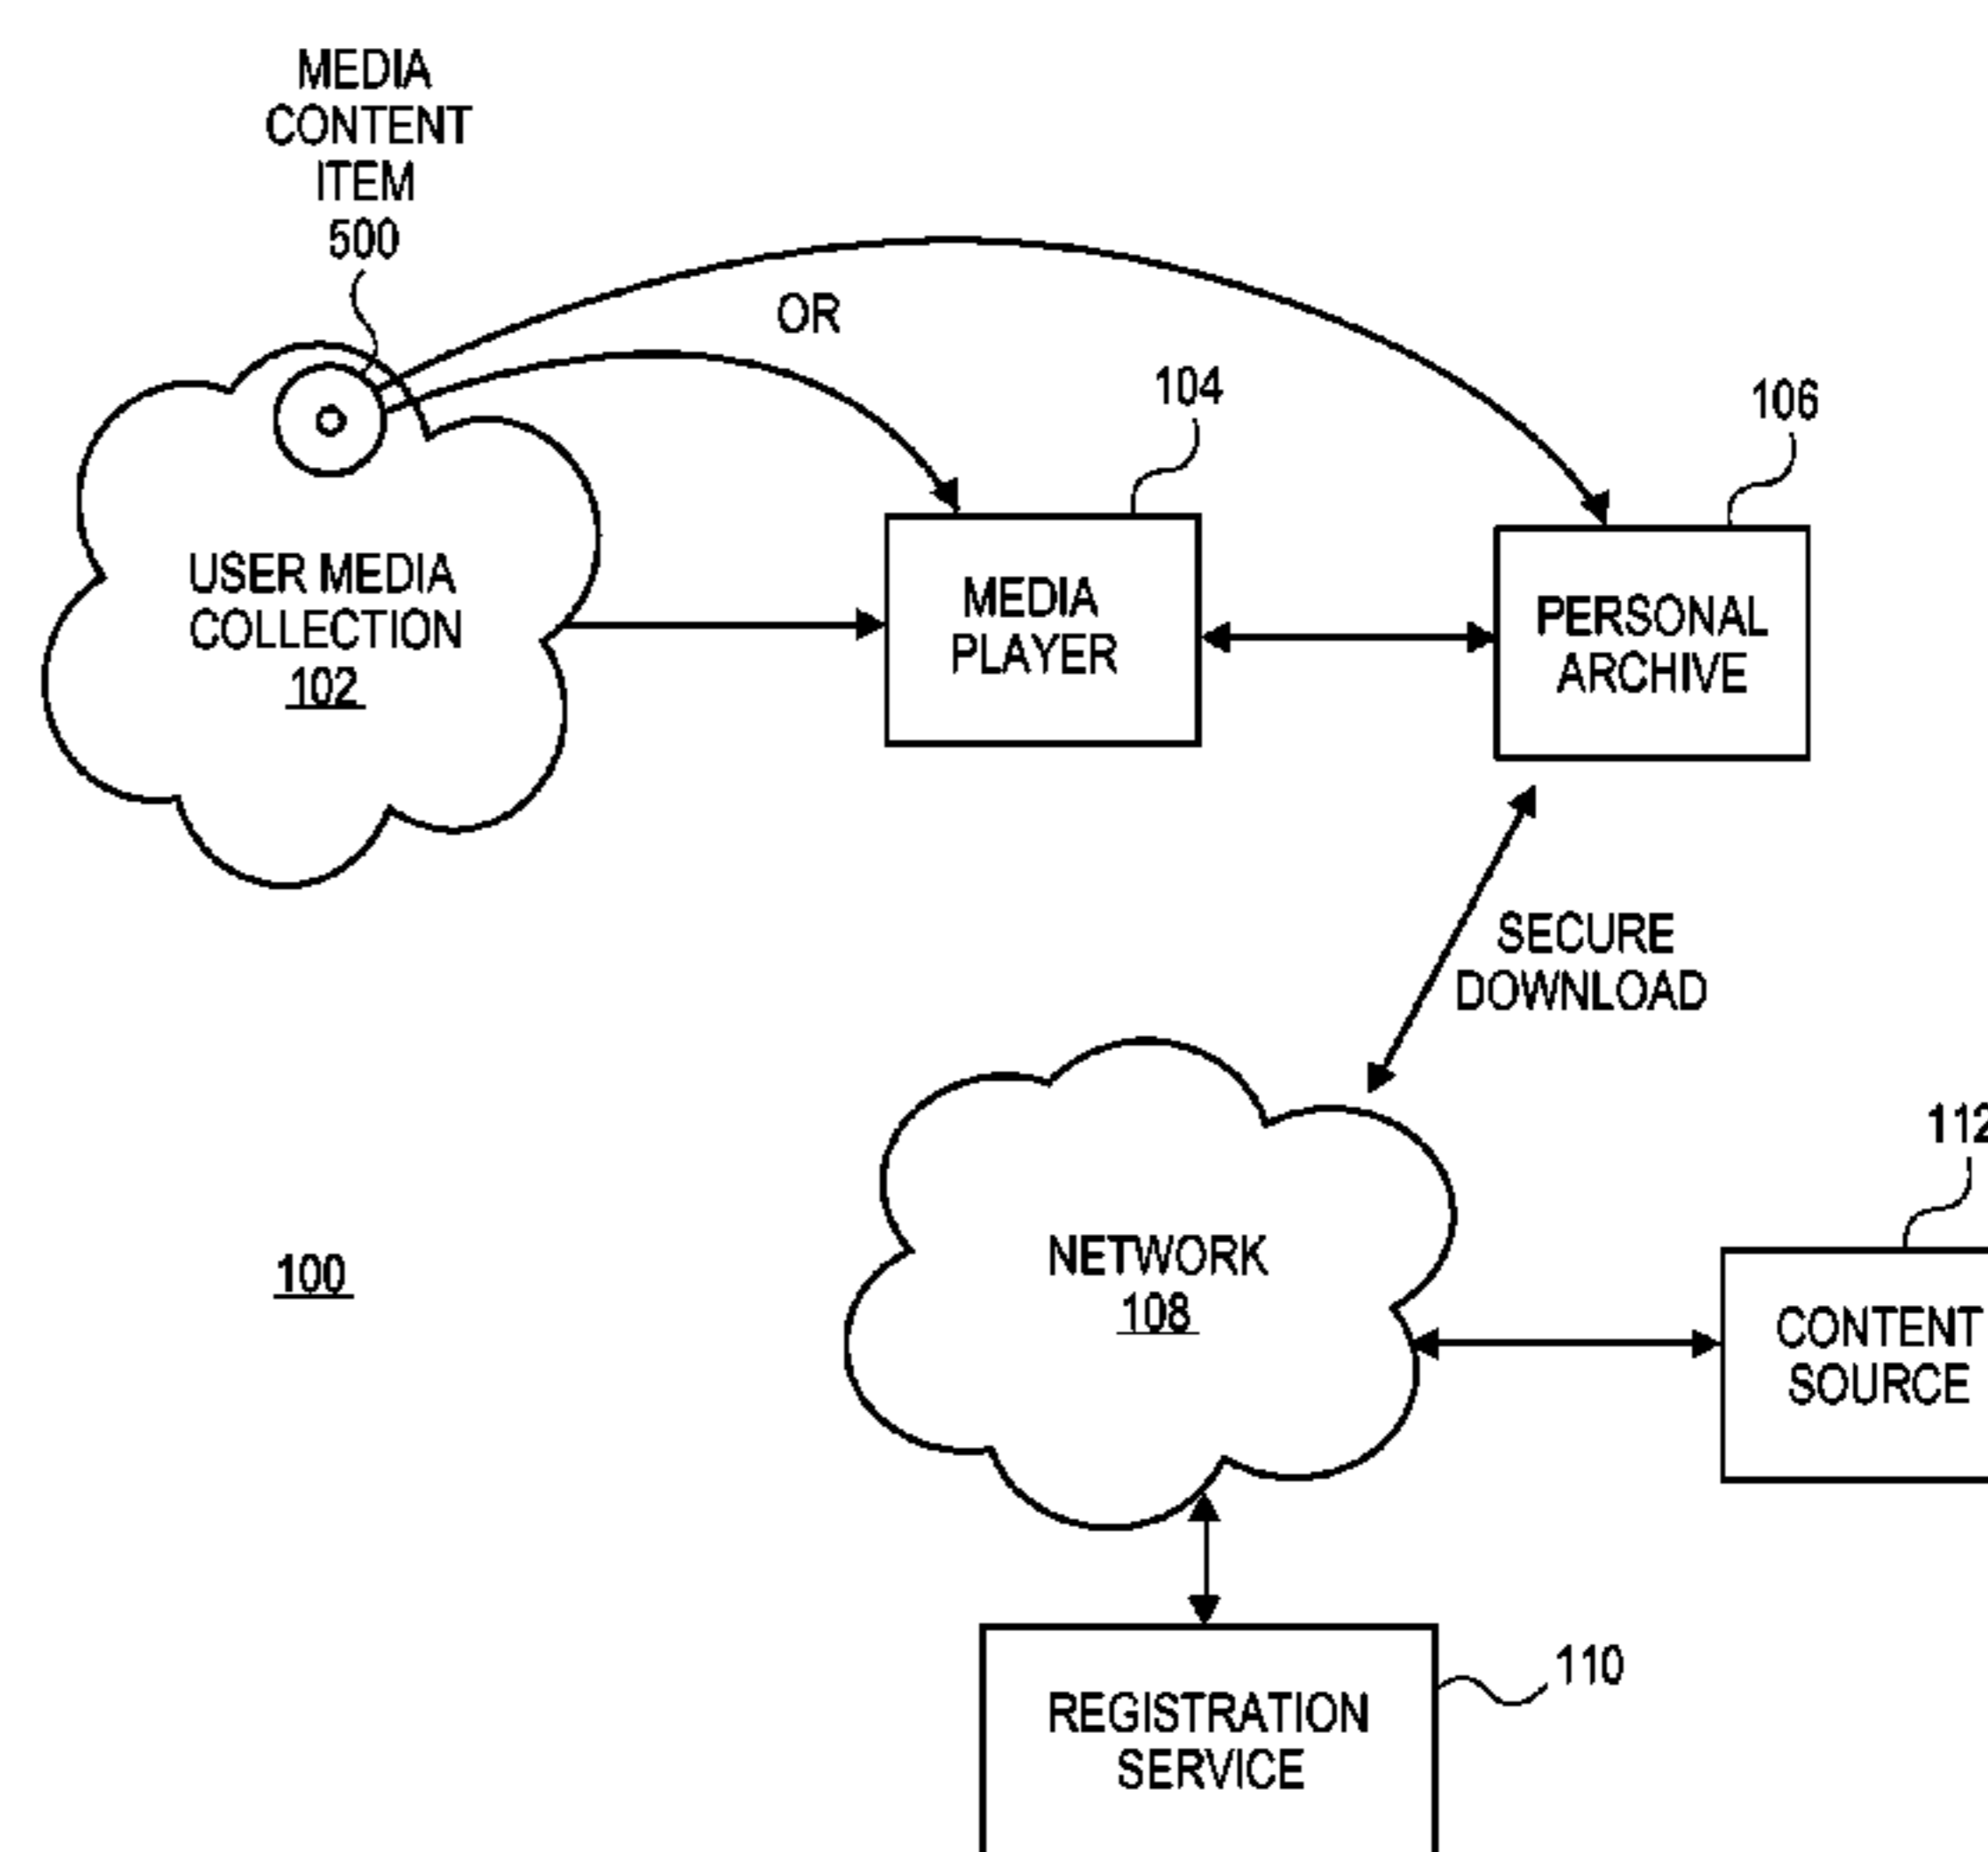 MEDIA
CONTENT
ITEM
500
OR
104
106
USER MEDIA
COLLECTION
102
MEDIA
PLAYER
PERSONAL
ARCHIVE
SECURE
DOWNLOAD
112
NETWORK
108
100
CONTENT
SOURCE
110
REGISTRATION
SERVICE